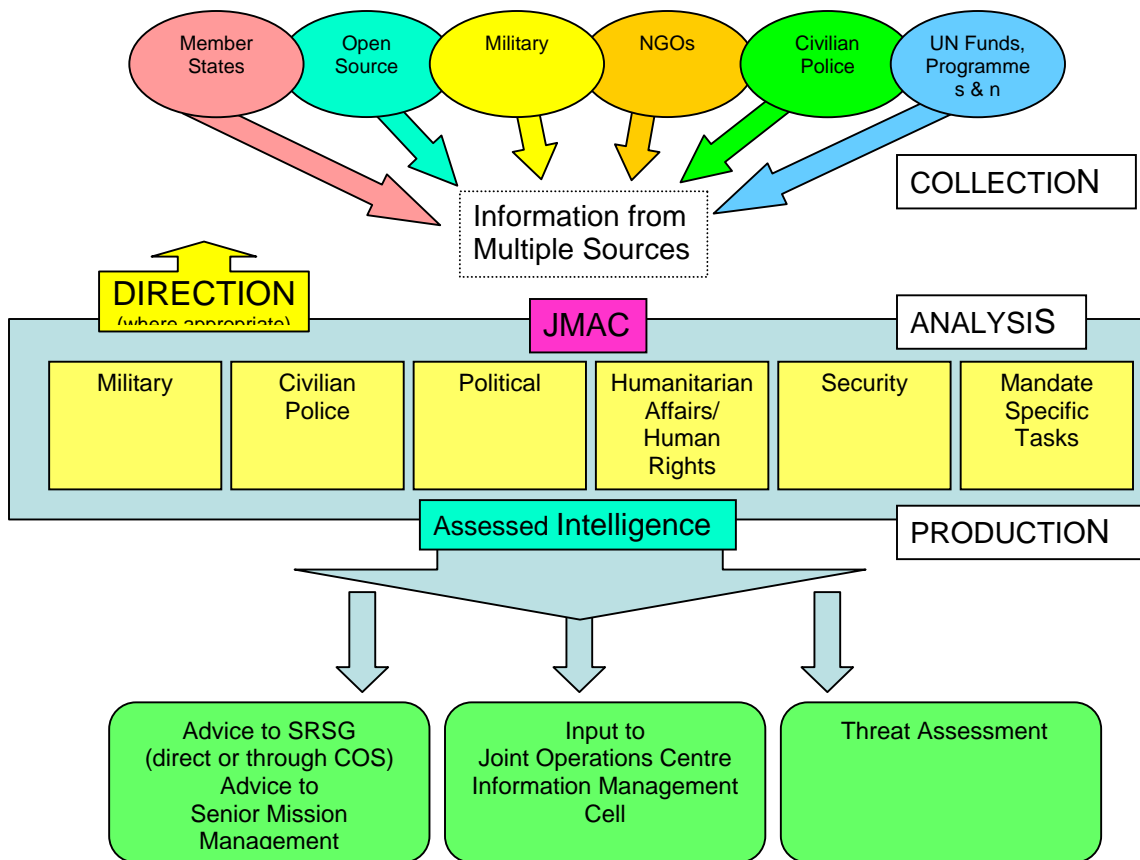 Member
States
Open
Source
Military
NGOs
Civilian
Police
UN Funds,
Programme
s & n
COLLECTION
Information from
Multiple Sources
DIRECTION
(where appropriate)
JMAC
ANALYSIS
Military
Civilian
Police
Political
Humanitarian
Affairs/
Human
Rights
Security
Mandate
Specific
Tasks
Assessed Intelligence
PRODUCTION
Advice to SRSG
(direct or through COS)
Advice to
Senior Mission
Management
Input to
Joint Operations Centre
Information Management
Cell
Threat Assessment